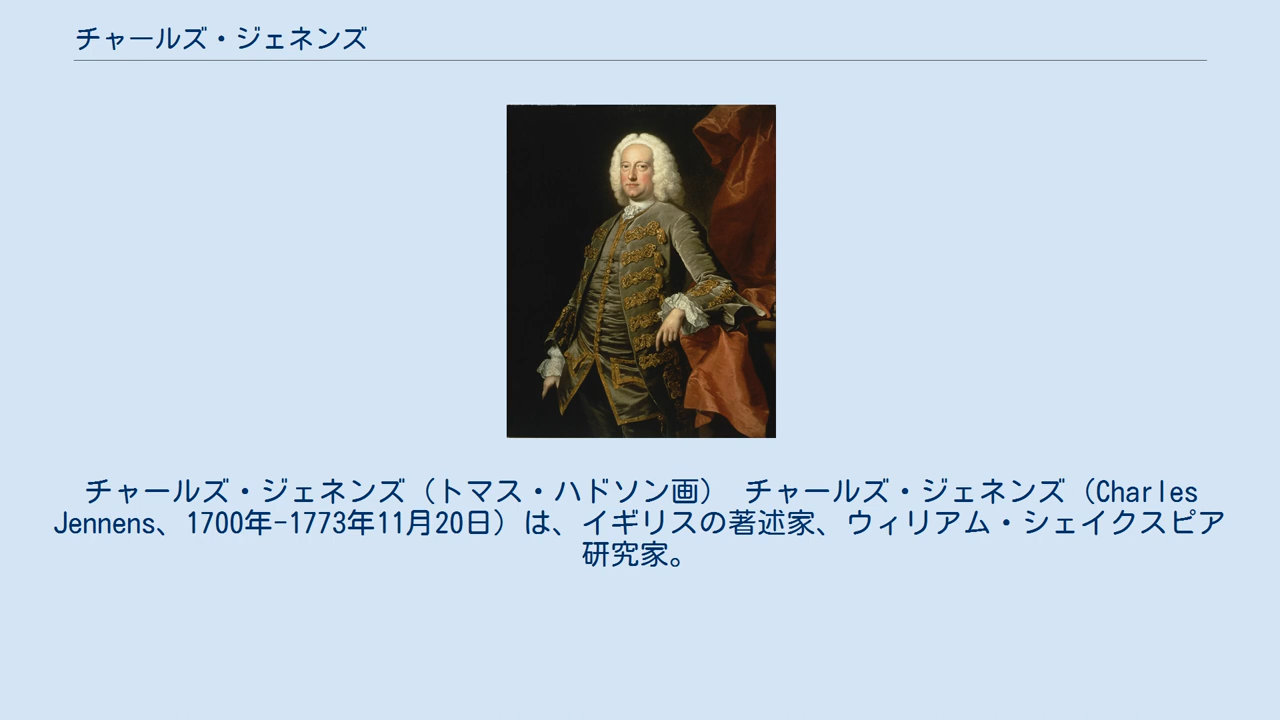 チャールズ・ジェネンズ
チャールズ・ジェネンズ（トマス・ハドソン画） チャールズ・ジェネンズ（Charles
Jennens、1700年-1773年11月20日）は、イギリスの著述家、ウィリアム・シェイクスピア
研究家。